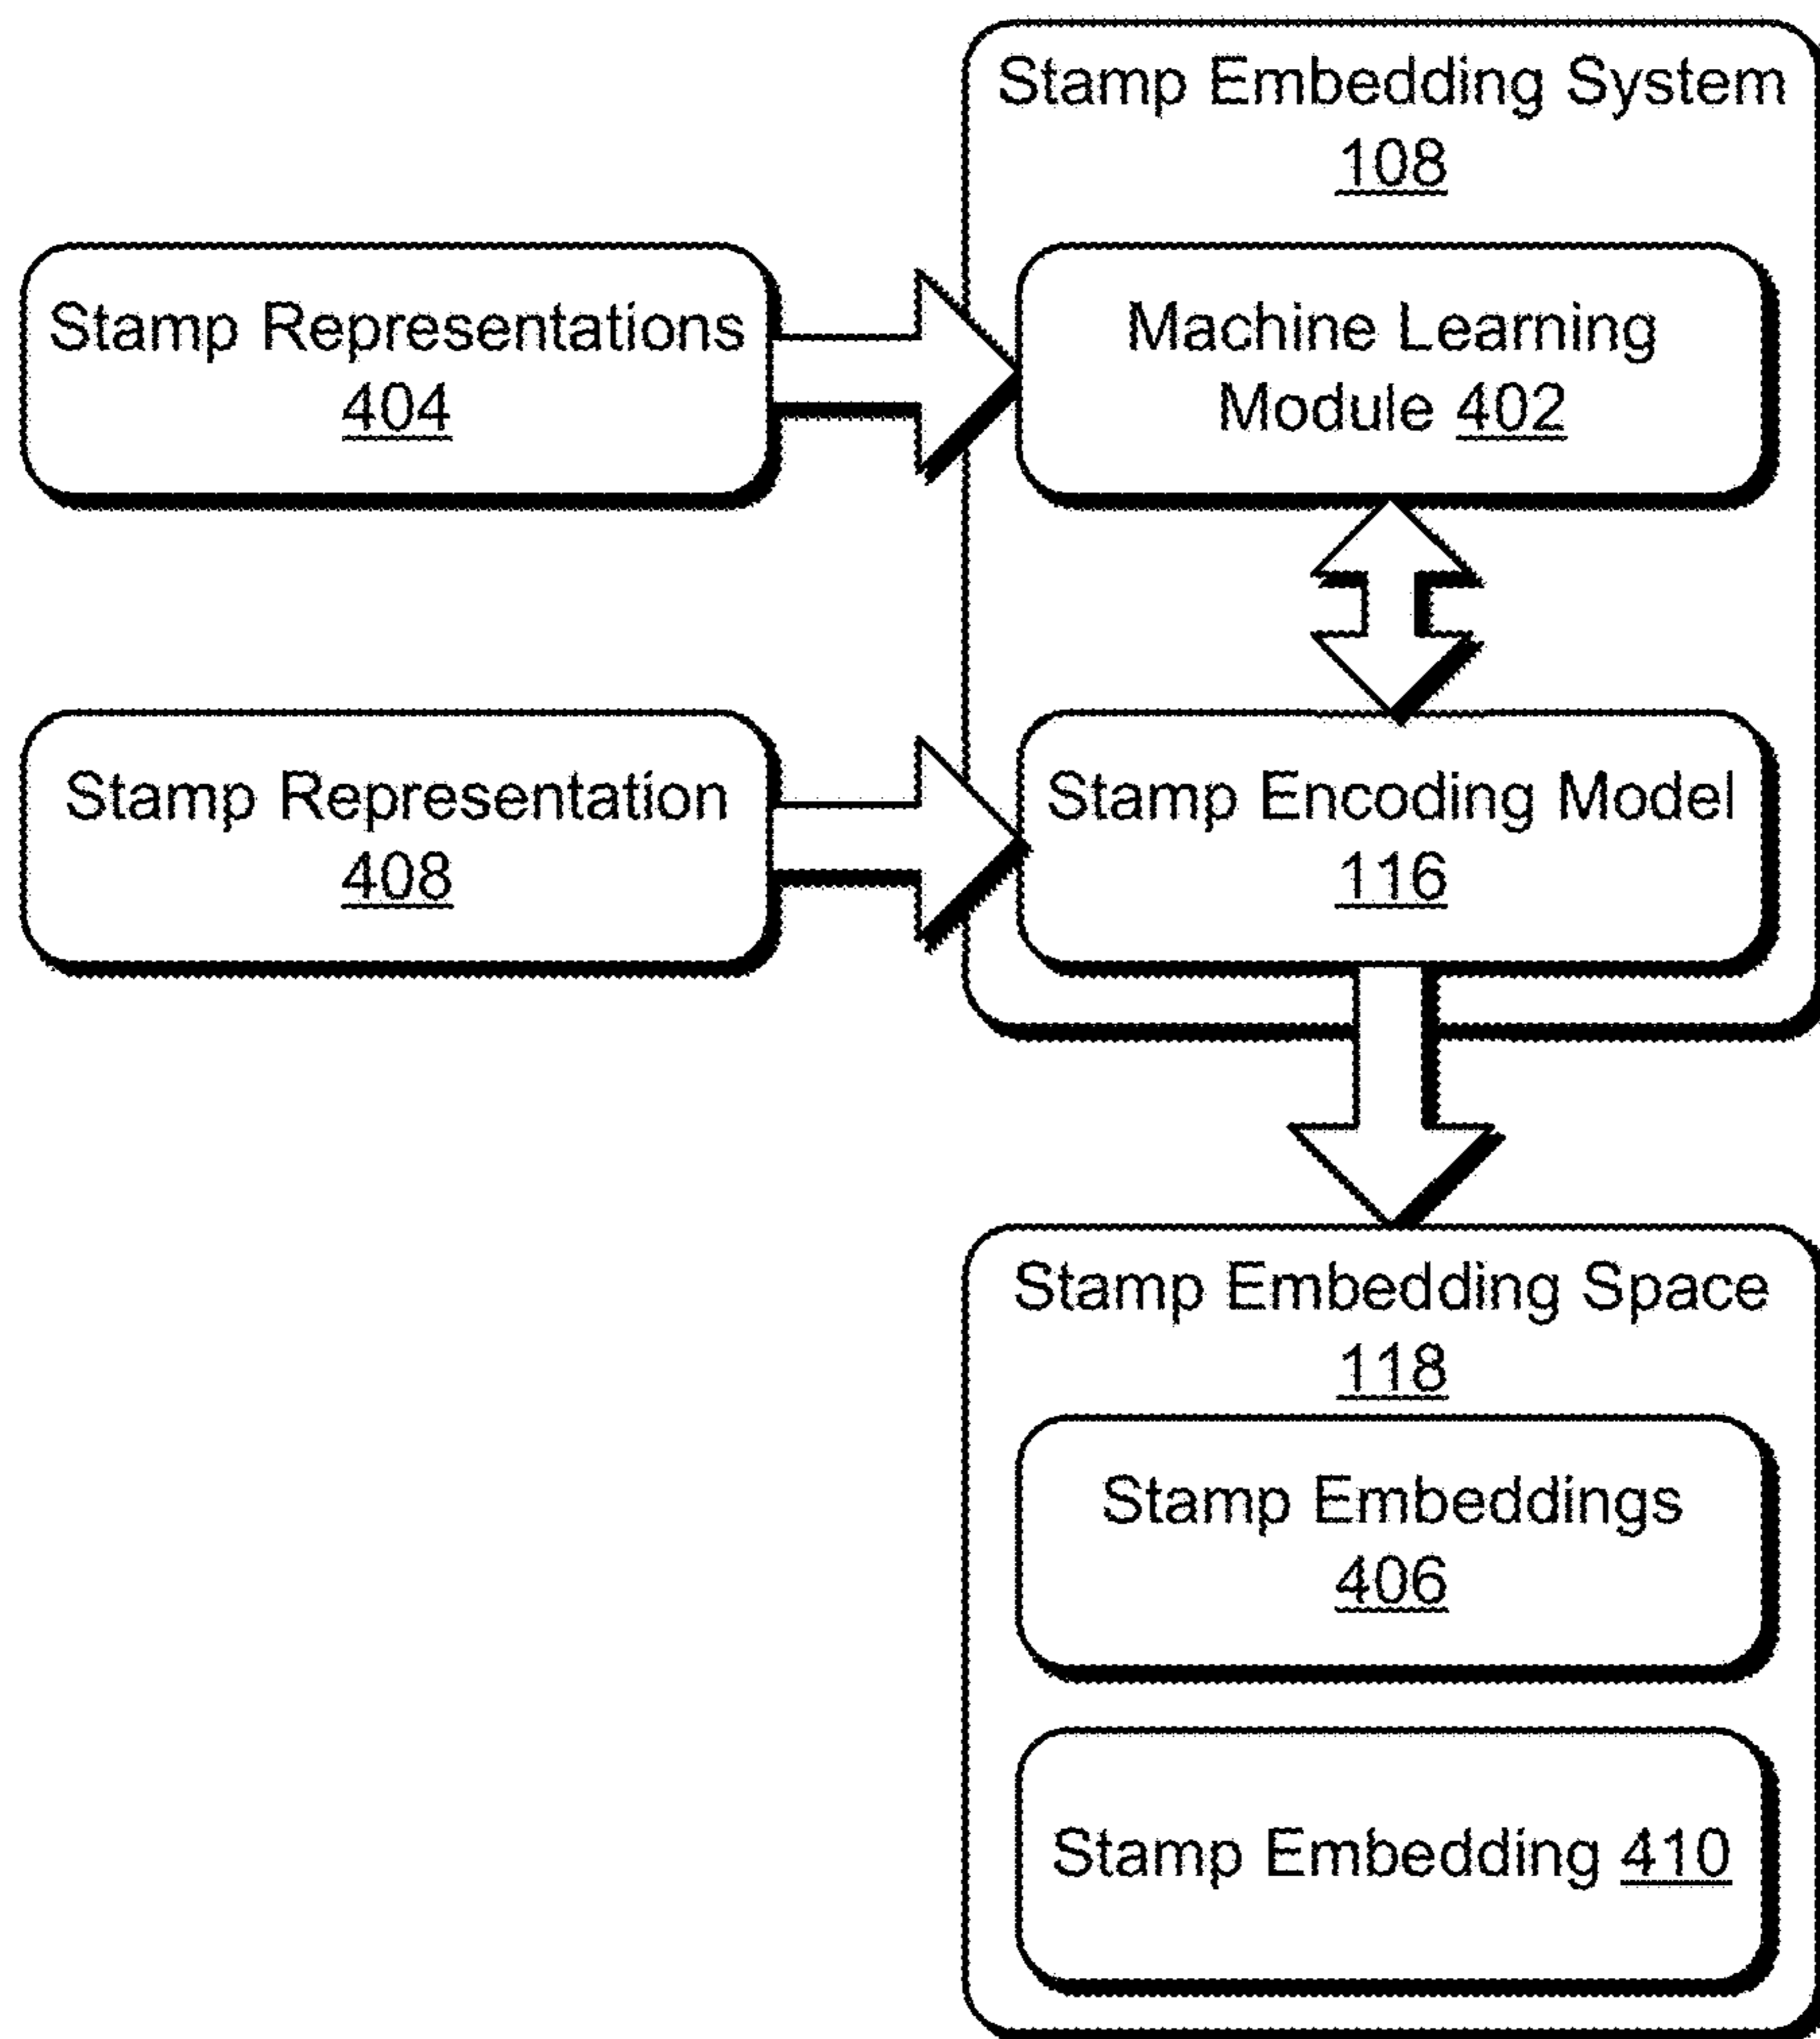 Stamp Embedding System
108
Stamp Representations
404
Machine Learning
Module 402
Stamp Representation
408
Stamp Encoding Model
116
Stamp Embedding Space
118
Stamp Embeddings
406
Stamp Embedding 410